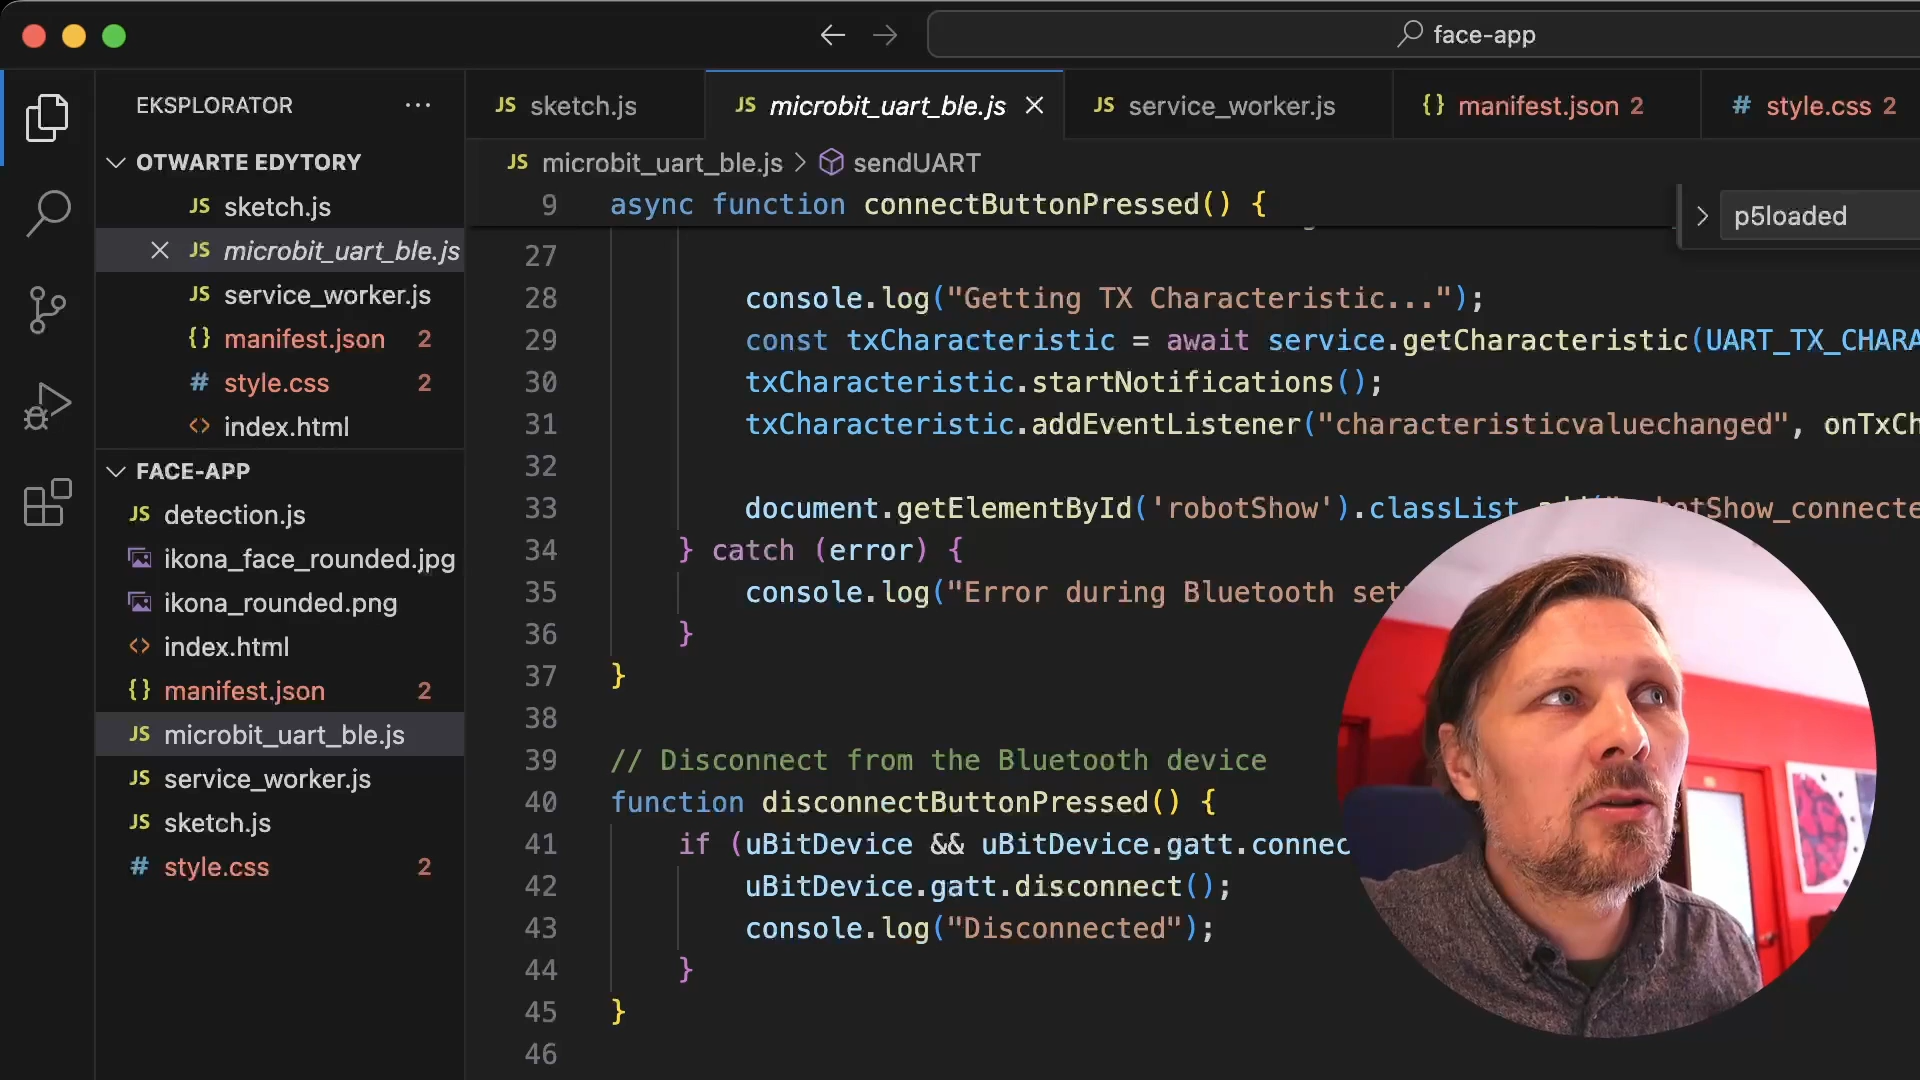 face-app
EKSPLORATOR
OTWARTE EDYTORY
JS sketch.js
JS microbit_uart_ble.js
JS service_worker.js
{} manifest.json 2
# style.css 2
<> index.html
FACE-APP
JS detection.js
ikona_face_rounded.jpg
ikona_rounded.png
<> index.html
{} manifest.json 2
JS microbit_uart_ble.js
JS service_worker.js
JS sketch.js
# style.css 2
JS sketch.js
JS microbit_uart_ble.js
JS service_worker.js
{} manifest.json 2
# style.css 2
JS microbit_uart_ble.js > sendUART
p5loaded
9 async function connectButtonPressed() {
27
28 console.log("Getting TX Characteristic...");
29 const txCharacteristic = await service.getCharacteristic(UART_TX_CHARA
30 txCharacteristic.startNotifications();
31 txCharacteristic.addEventListener("characteristicvaluechanged", onTxCh
32
33 document.getElementById('robotShow').classList
34 } catch (error) {
35 console.log("Error during Bluetooth
36 }
37 }
38
39 // Disconnect from the Bluetooth device
40 function disconnectButtonPressed() {
41 if (uBitDevice && uBitDevice.gatt.connec
42 uBitDevice.gatt.disconnect();
43 console.log("Disconnected");
44 }
45 }
46